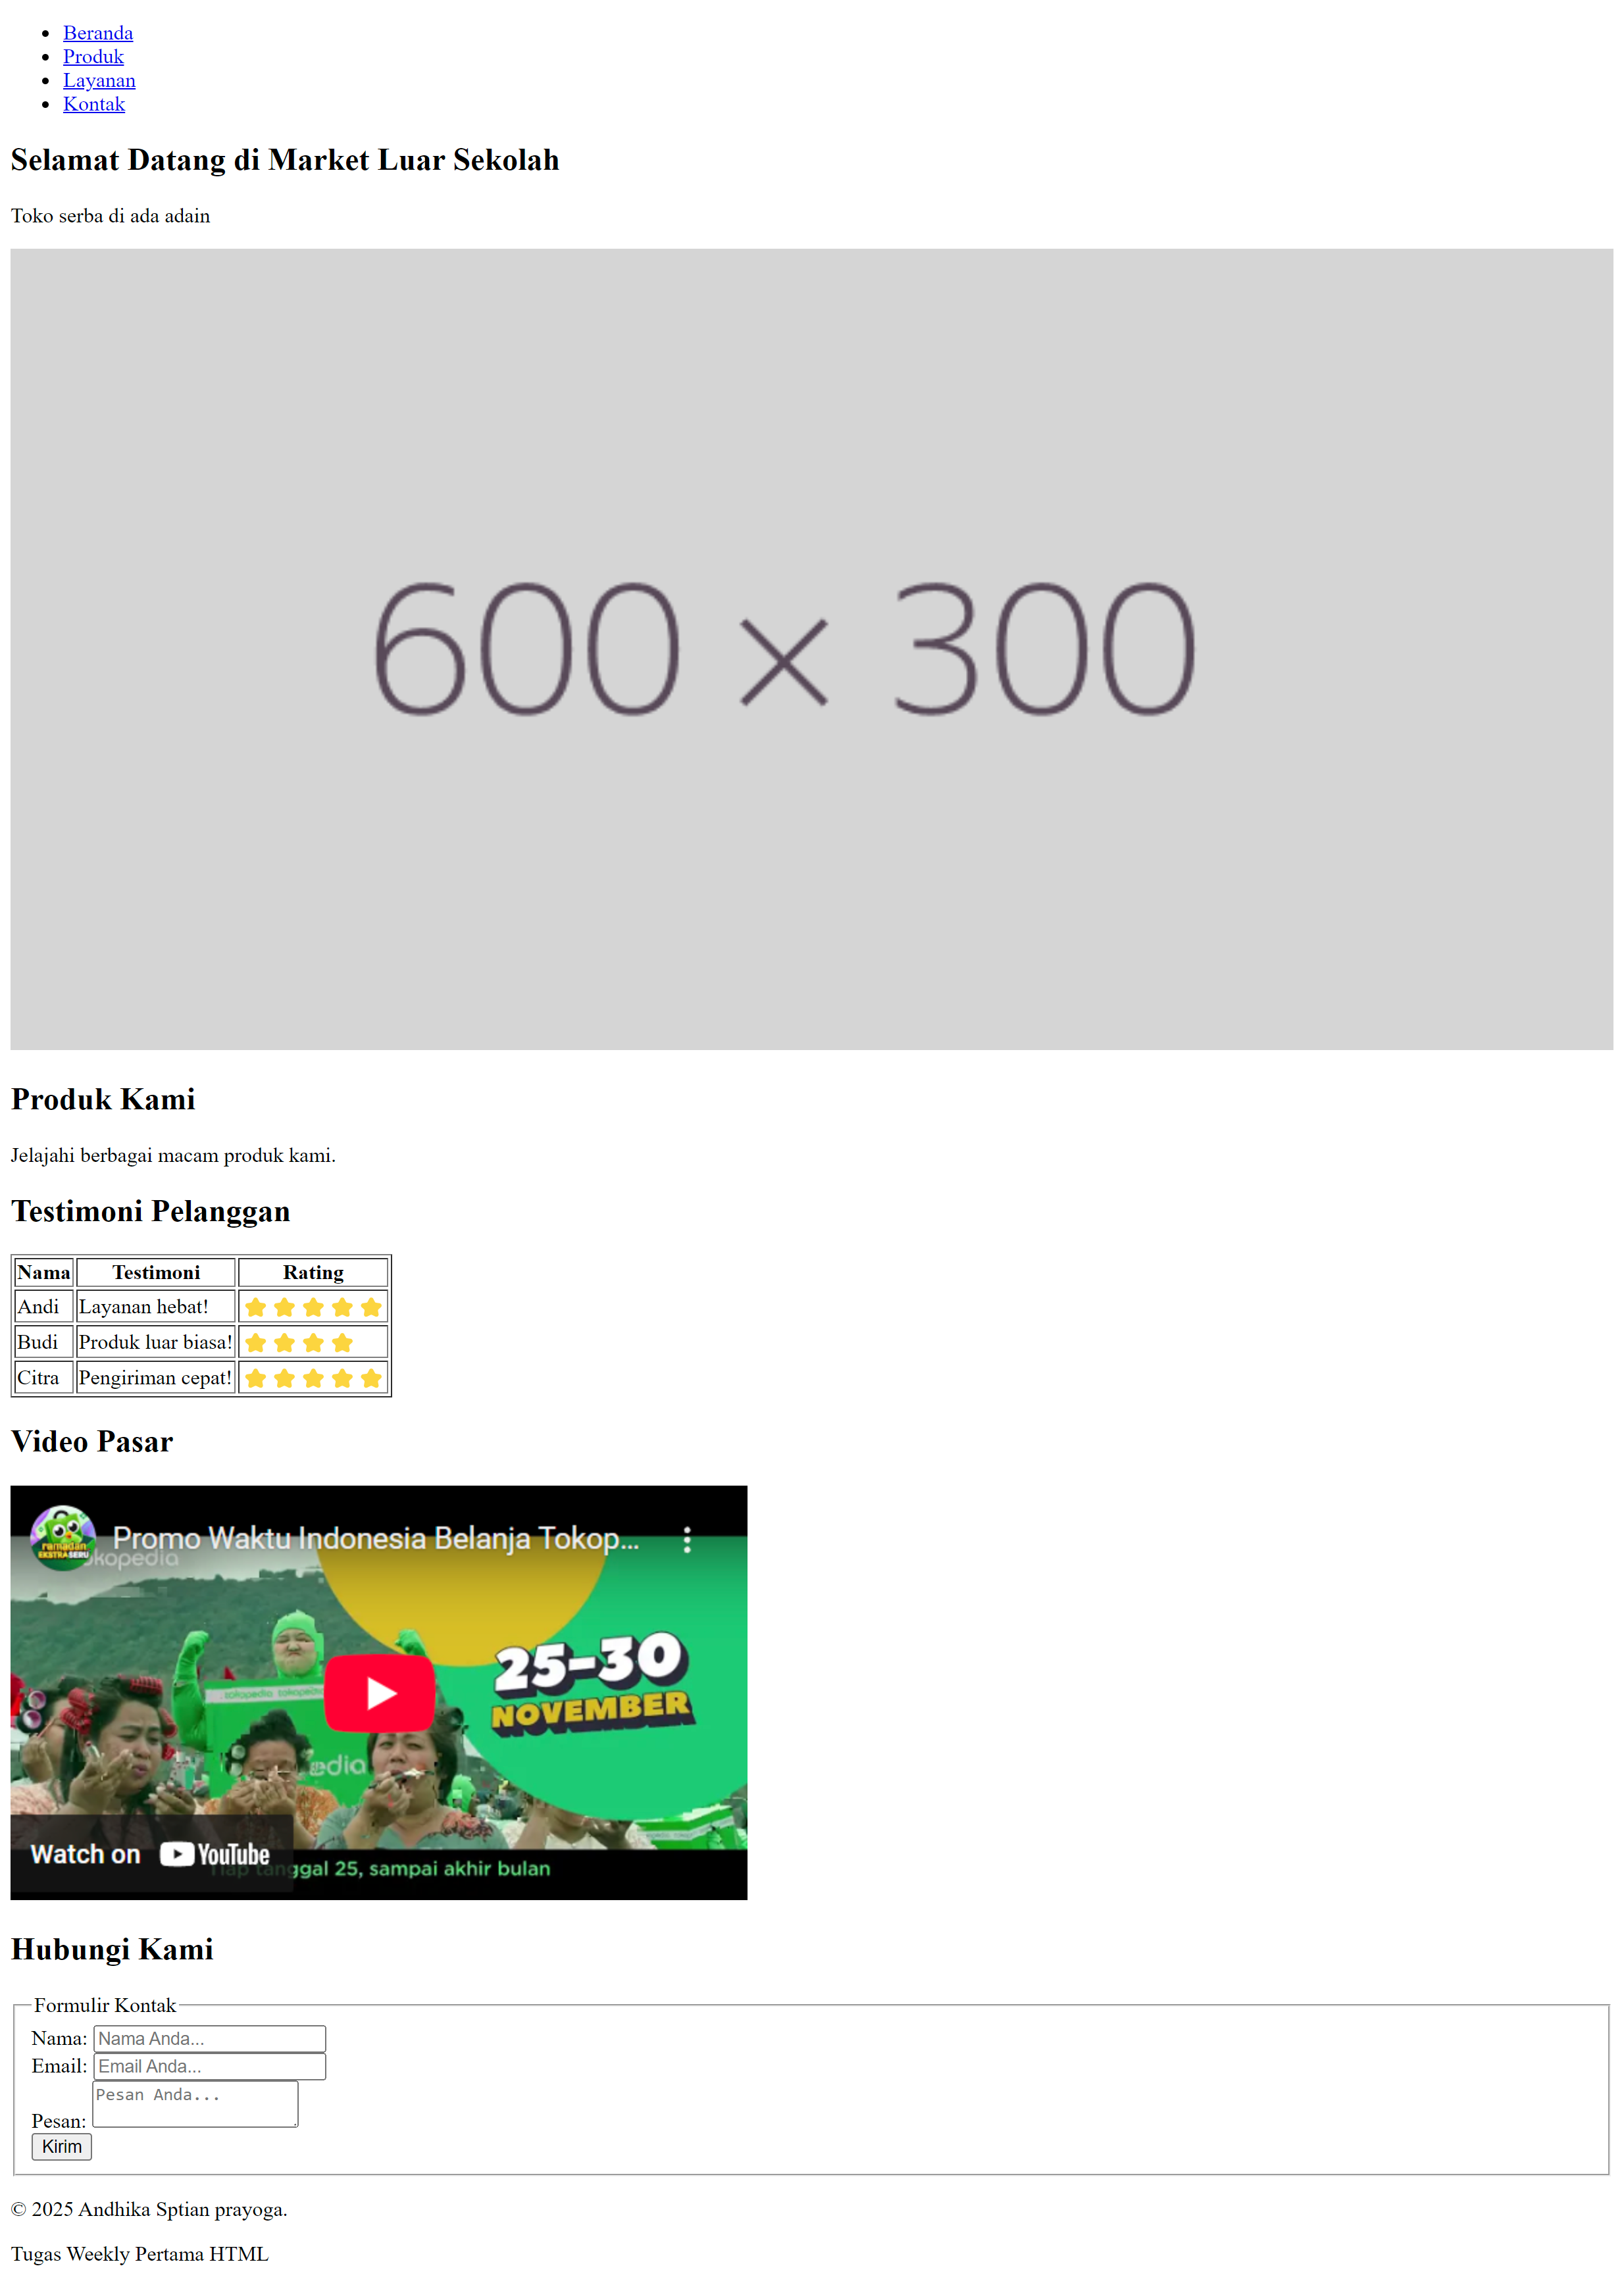 Beranda
Produk
Layanan
Kontak
Selamat Datang di Market Luar Sekolah
Toko serba di ada adain
600 × 300
Produk Kami
Jelajahi berbagai macam produk kami.
Testimoni Pelanggan
Nama Testimoni Rating
Andi Layanan hebat!
Budi Produk luar biasa!
Citra Pengiriman cepat!
Video Pasar
Promo Waktu Indonesia Belanja Tokop...
ramadan
EKSTRA SERU
kopedia
25-30
NOVEMBER
tokopedia tokopedia
edia
Watch on YouTube
Tiap tanggal 25, sampai akhir bulan
Hubungi Kami
Formulir Kontak
Nama: Nama Anda...
Email: Email Anda...
Pesan: Pesan Anda...
Kirim
© 2025 Andhika Sptian prayoga.
Tugas Weekly Pertama HTML